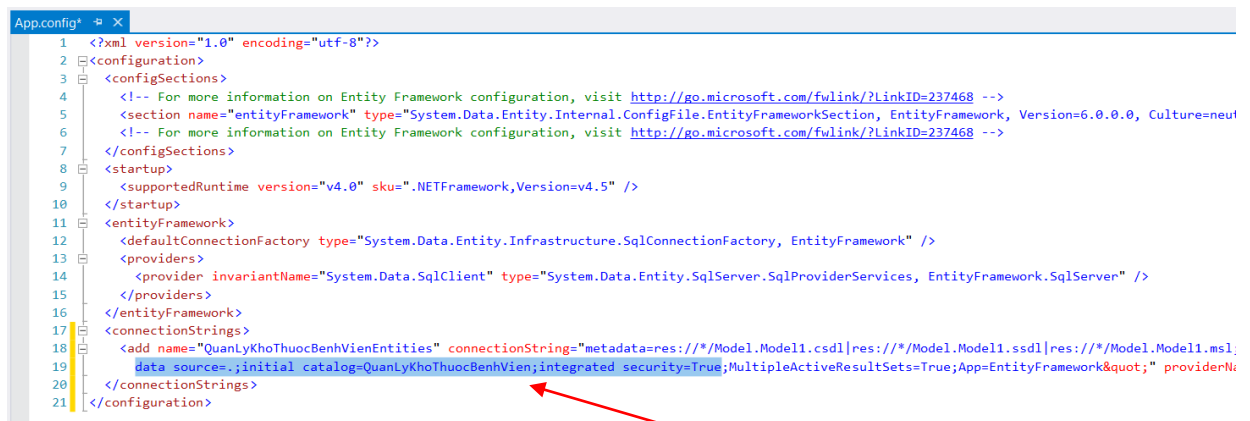 App.config*
1 <?xml version="1.0" encoding="utf-8"?>
2 <configuration>
3 <configSections>
4 <!-- For more information on Entity Framework configuration, visit http://go.microsoft.com/fwlink/?LinkID=237468 -->
5 <section name="entityFramework" type="System.Data.Entity.Internal.ConfigFile.EntityFrameworkSection, EntityFramework, Version=6.0.0.0, Culture=neut
6 <!-- For more information on Entity Framework configuration, visit http://go.microsoft.com/fwlink/?LinkID=237468 -->
7 </configSections>
8 <startup>
9 <supportedRuntime version="v4.0" sku=".NETFramework,Version=v4.5" />
10 </startup>
11 <entityFramework>
12 <defaultConnectionFactory type="System.Data.Entity.Infrastructure.SqlConnectionFactory, EntityFramework" />
13 <providers>
14 <provider invariantName="System.Data.SqlClient" type="System.Data.Entity.SqlServer.SqlProviderServices, EntityFramework.SqlServer" />
15 </providers>
16 </entityFramework>
17 <connectionStrings>
18 <add name="QuanLyKhoThuocBenhVienEntities" connectionString="metadata=res://*/Model.Model1.csdl|res://*/Model.Model1.ssdl|res://*/Model.Model1.msl;
19 data source=.;initial catalog=QuanLyKhoThuocBenhVien;integrated security=True;MultipleActiveResultSets=True;App=EntityFramework&quot;" providerNa
20 </connectionStrings>
21 </configuration>